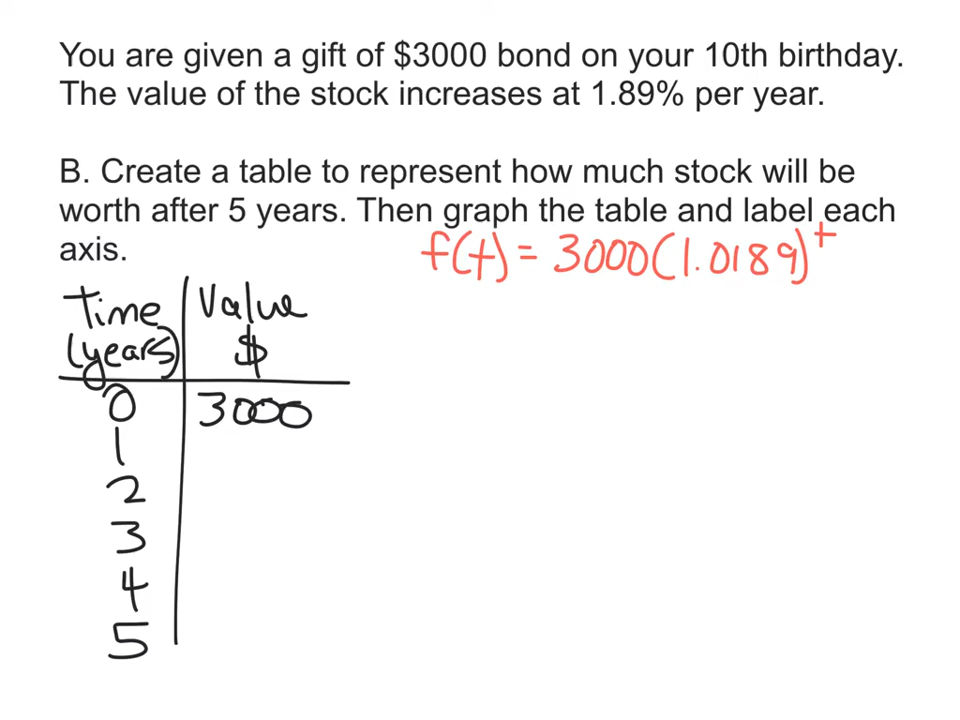 You are given a gift of $3000 bond on your 10th birthday.
The value of the stock increases at 1.89% per year.
B. Create a table to represent how much stock will be
worth after 5 years. Then graph the table and label each
axis.
f(t) = 3000(1.0189)^t
Time Value
(years) $
0 3000
1
2
3
4
5